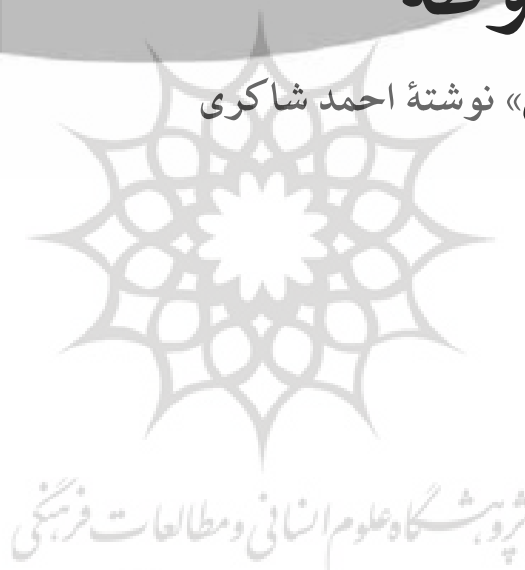 » نوشتهٔ احمد شاکری
پژوهشگاه علوم انسانی و مطالعات فرهنگی